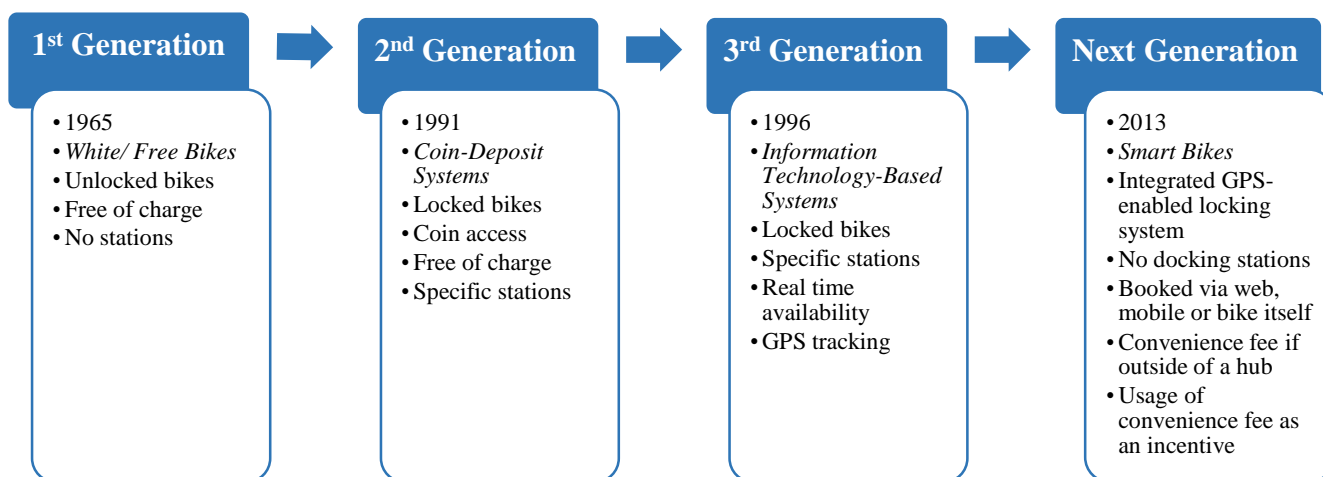 1st Generation
• 1965
• White/ Free Bikes
• Unlocked bikes
• Free of charge
• No stations
2nd Generation
• 1991
• Coin-Deposit
Systems
• Locked bikes
• Coin access
• Free of charge
• Specific stations
3rd Generation
• 1996
• Information
Technology-Based
Systems
• Locked bikes
• Specific stations
• Real time
availability
• GPS tracking
Next Generation
• 2013
• Smart Bikes
• Integrated GPS-
enabled locking
system
• No docking stations
• Booked via web,
mobile or bike itself
• Convenience fee if
outside of a hub
• Usage of
convenience fee as
an incentive